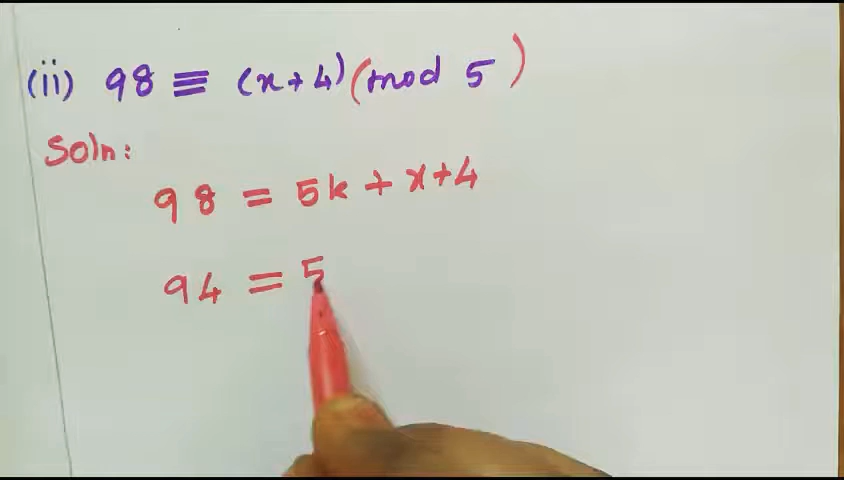 (ii) 98 ≡ (x+4) (mod 5)
Soln:
98 = 5k + x+4
94 = 5